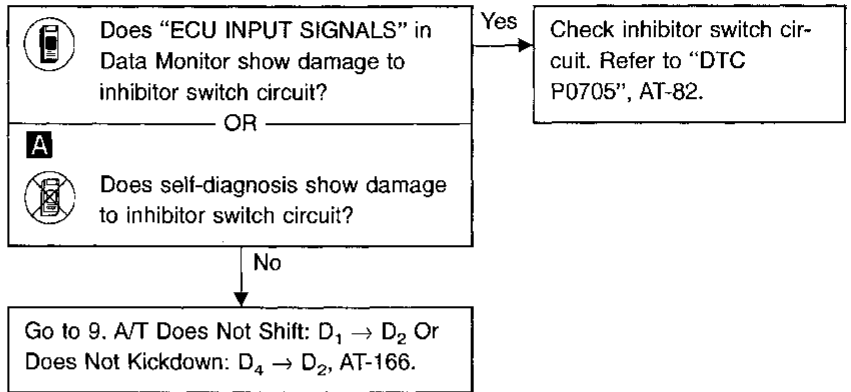 Does “ECU INPUT SIGNALS” in
Data Monitor show damage to
inhibitor switch circuit?
Yes
Check inhibitor switch cir-
cuit. Refer to “DTC
P0705”, AT-82.
OR
A
Does self-diagnosis show damage
to inhibitor switch circuit?
No
Go to 9. A/T Does Not Shift: D₁ → D₂ Or
Does Not Kickdown: D₄ → D₂, AT-166.